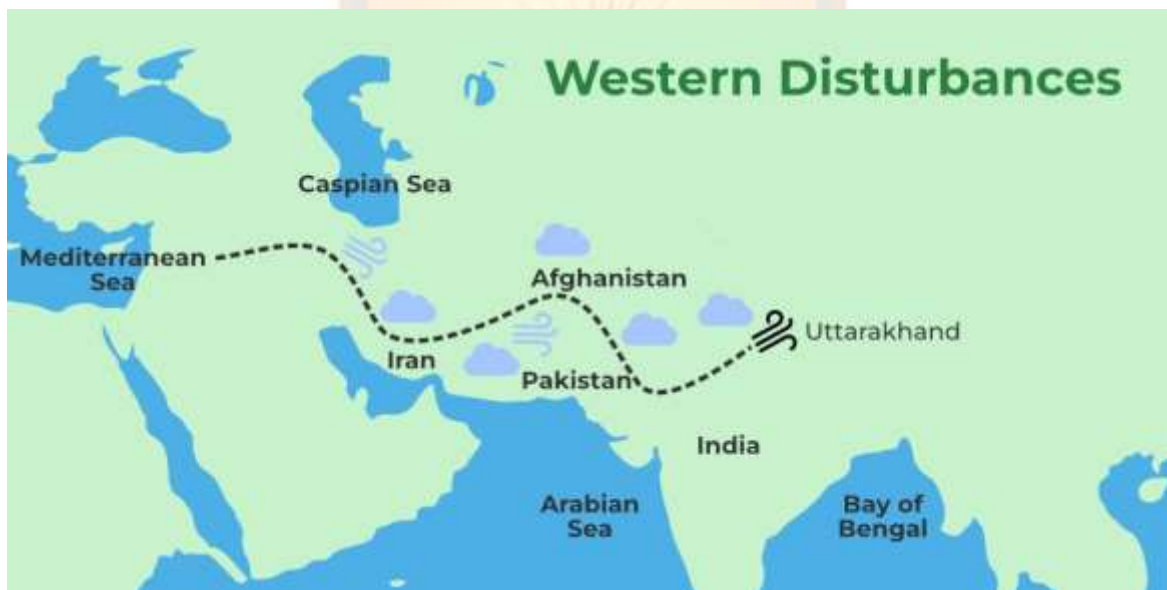 Western Disturbances
Caspian Sea
Mediterranean
Sea
Afghanistan
Uttarakhand
Iran
Pakistan
India
Arabian
Sea
Bay of
Bengal